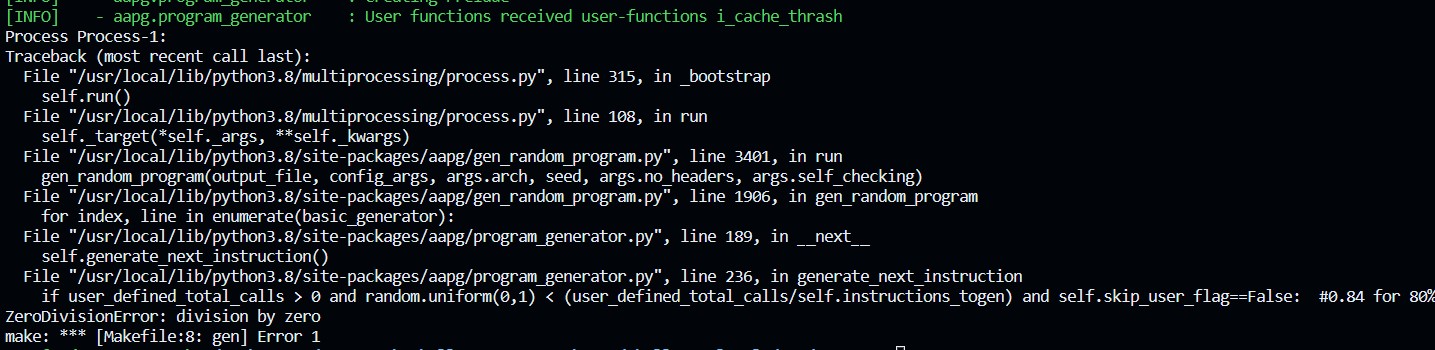 [INFO]    - aapg.program_generator    : Creating Prelude
[INFO]    - aapg.program_generator    : User functions received user-functions i_cache_thrash
Process Process-1:
Traceback (most recent call last):
  File "/usr/local/lib/python3.8/multiprocessing/process.py", line 315, in _bootstrap
    self.run()
  File "/usr/local/lib/python3.8/multiprocessing/process.py", line 108, in run
    self._target(*self._args, **self._kwargs)
  File "/usr/local/lib/python3.8/site-packages/aapg/gen_random_program.py", line 3401, in run
    gen_random_program(output_file, config_args, args.arch, seed, args.no_headers, args.self_checking)
  File "/usr/local/lib/python3.8/site-packages/aapg/gen_random_program.py", line 1906, in gen_random_program
    for index, line in enumerate(basic_generator):
  File "/usr/local/lib/python3.8/site-packages/aapg/program_generator.py", line 189, in __next__
    self.generate_next_instruction()
  File "/usr/local/lib/python3.8/site-packages/aapg/program_generator.py", line 236, in generate_next_instruction
    if user_defined_total_calls > 0 and random.uniform(0,1) < (user_defined_total_calls/self.instructions_togen) and self.skip_user_flag==False:  #0.84 for 80%
ZeroDivisionError: division by zero
make: *** [Makefile:8: gen] Error 1